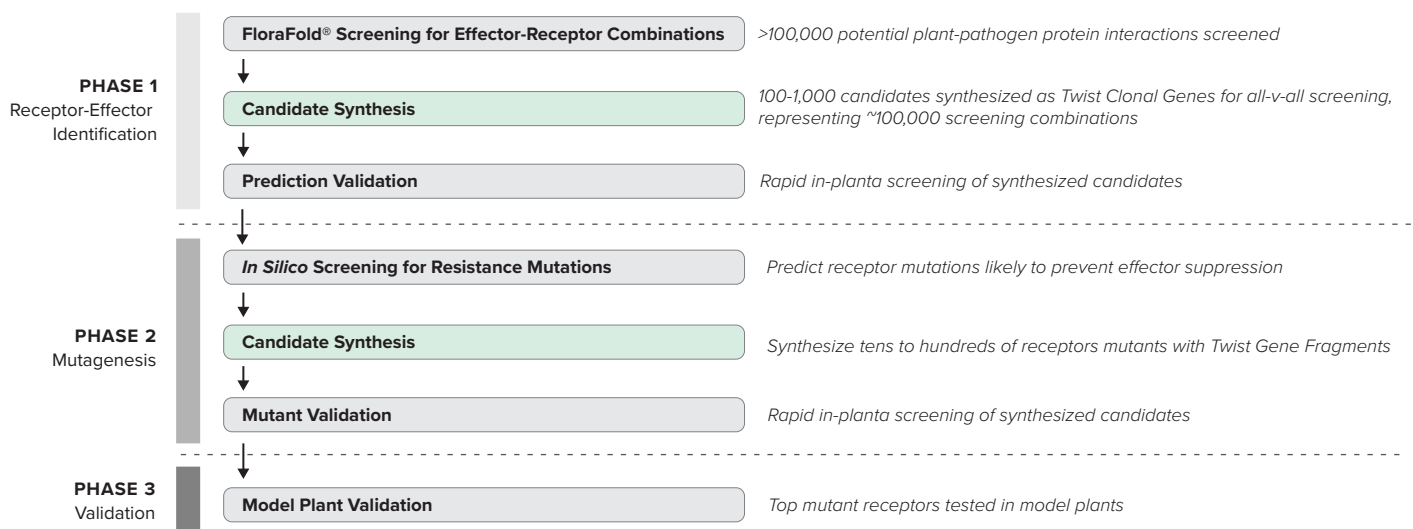 FloraFold® Screening for Effector-Receptor Combinations
>100,000 potential plant-pathogen protein interactions screened
PHASE 1
Receptor-Effector
Identification
Candidate Synthesis
100-1,000 candidates synthesized as Twist Clonal Genes for all-v-all screening,
representing ~100,000 screening combinations
Prediction Validation
Rapid in-planta screening of synthesized candidates
In Silico Screening for Resistance Mutations
Predict receptor mutations likely to prevent effector suppression
PHASE 2
Mutagenesis
Candidate Synthesis
Synthesize tens to hundreds of receptors mutants with Twist Gene Fragments
Mutant Validation
Rapid in-planta screening of synthesized candidates
PHASE 3
Validation
Model Plant Validation
Top mutant receptors tested in model plants